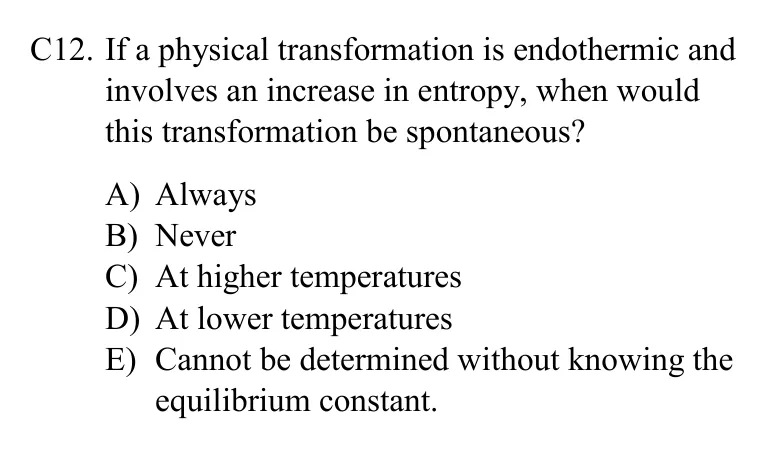 C12. If a physical transformation is endothermic and
involves an increase in entropy, when would
this transformation be spontaneous?
A) Always
B) Never
C) At higher temperatures
D) At lower temperatures
E) Cannot be determined without knowing the
equilibrium constant.